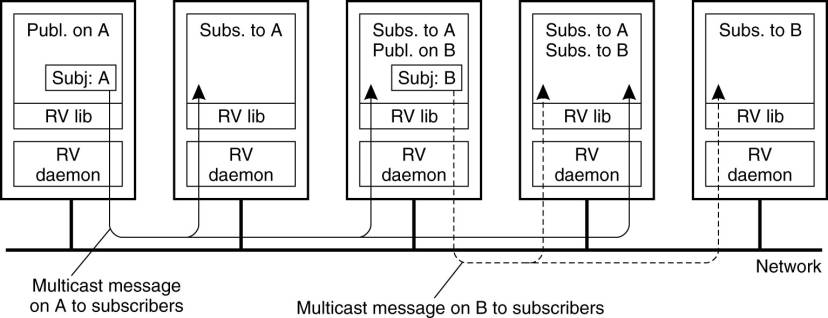 Publ. on A
Subj: A
RV lib
RV
daemon
Subs. to A
RV lib
RV
daemon
Subs. to A
Publ. on B
Subj: B
RV lib
RV
daemon
Subs. to A
Subs. to B
RV lib
RV
daemon
Subs. to B
RV lib
RV
daemon
Network
Multicast message
on A to subscribers
Multicast message on B to subscribers